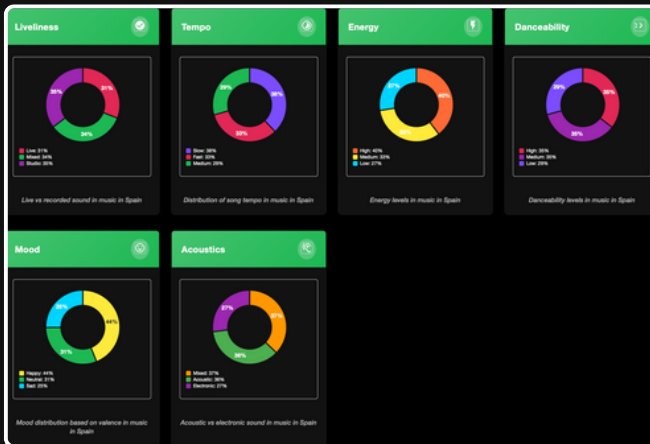 Liveliness
31%
34%
35%
Live: 31%
Mixed: 34%
Studio: 35%
Live vs recorded sound in music in Spain
Tempo
38%
33%
29%
Slow: 38%
Fast: 33%
Medium: 29%
Distribution of song tempo in music in Spain
Energy
40%
33%
27%
High: 40%
Medium: 33%
Low: 27%
Energy levels in music in Spain
Danceability
35%
35%
29%
High: 35%
Medium: 35%
Low: 29%
Danceability levels in music in Spain
Mood
44%
31%
25%
Happy: 44%
Neutral: 31%
Sad: 25%
Mood distribution based on valence in music
in Spain
Acoustics
37%
36%
27%
Mixed: 37%
Acoustic: 36%
Electronic: 27%
Acoustic vs electronic sound in music in Spain